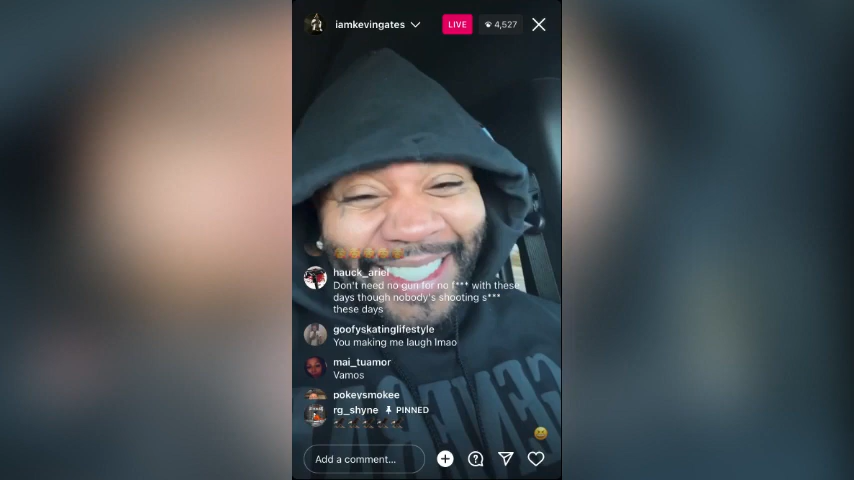 iamkevingates
LIVE
4,527
hauck_ariel
Don't need no gun for no f*** with these
days though nobody's shooting s***
these days
goofyskatinglifestyle
You making me laugh lmao
mai_tuamor
Vamos
pokeysmokee
rg_shyne PINNED
Add a comment...